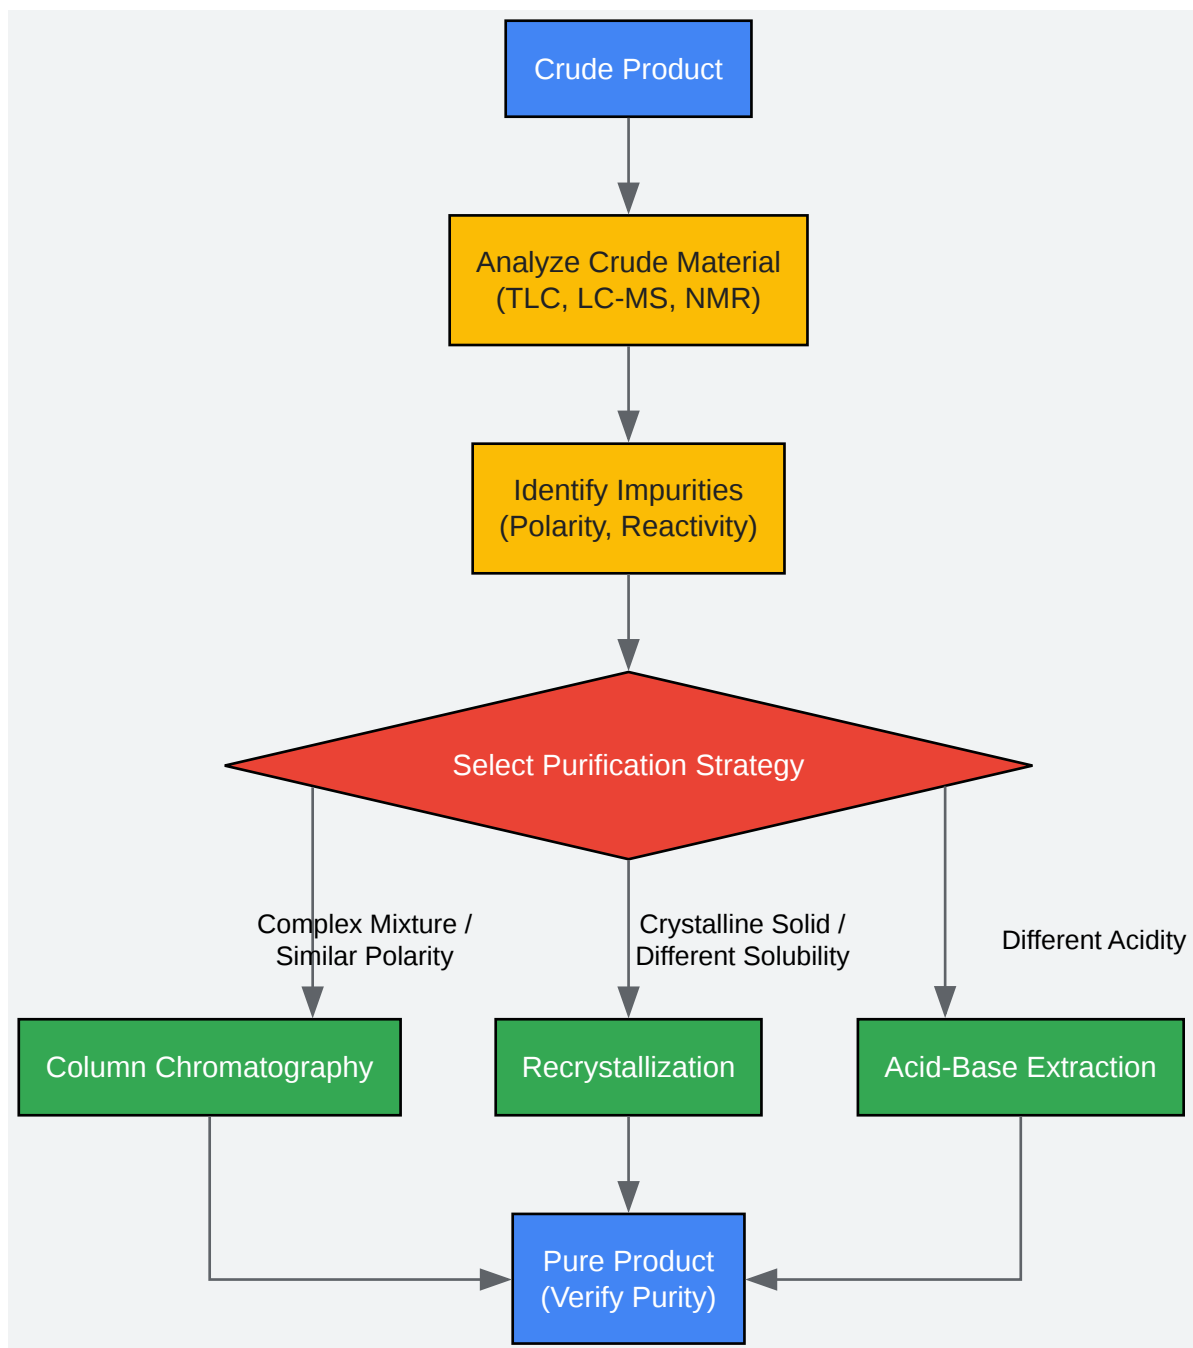 Crude Product
Analyze Crude Material
(TLC, LC-MS, NMR)
Identify Impurities
(Polarity, Reactivity)
Select Purification Strategy
Complex Mixture /
Similar Polarity
Crystalline Solid /
Different Solubility
Different Acidity
Column Chromatography
Recrystallization
Acid-Base Extraction
Pure Product
(Verify Purity)